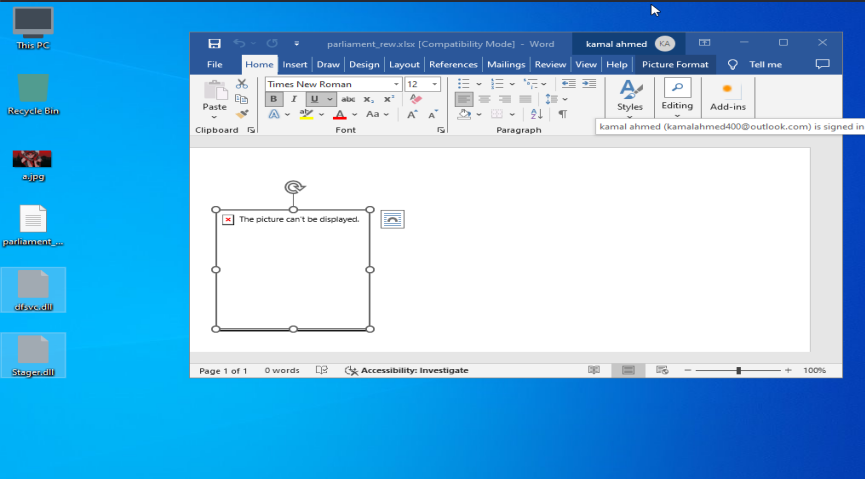 This PC
Recycle Bin
a.jpg
parliament_...
dfsvc.dll
Stager.dll
parliament_rew.xlsx [Compatibility Mode] - Word
kamal ahmed KA
File Home Insert Draw Design Layout References Mailings Review View Help Picture Format Tell me
Times New Roman 12
B I U abc x₂ x²
A A Aa A A
Paste
Styles
Editing
Add-ins
Clipboard Font Paragraph
kamal ahmed (kamalahmed400@outlook.com) is signed in
The picture can't be displayed.
Page 1 of 1 0 words Accessibility: Investigate 100%